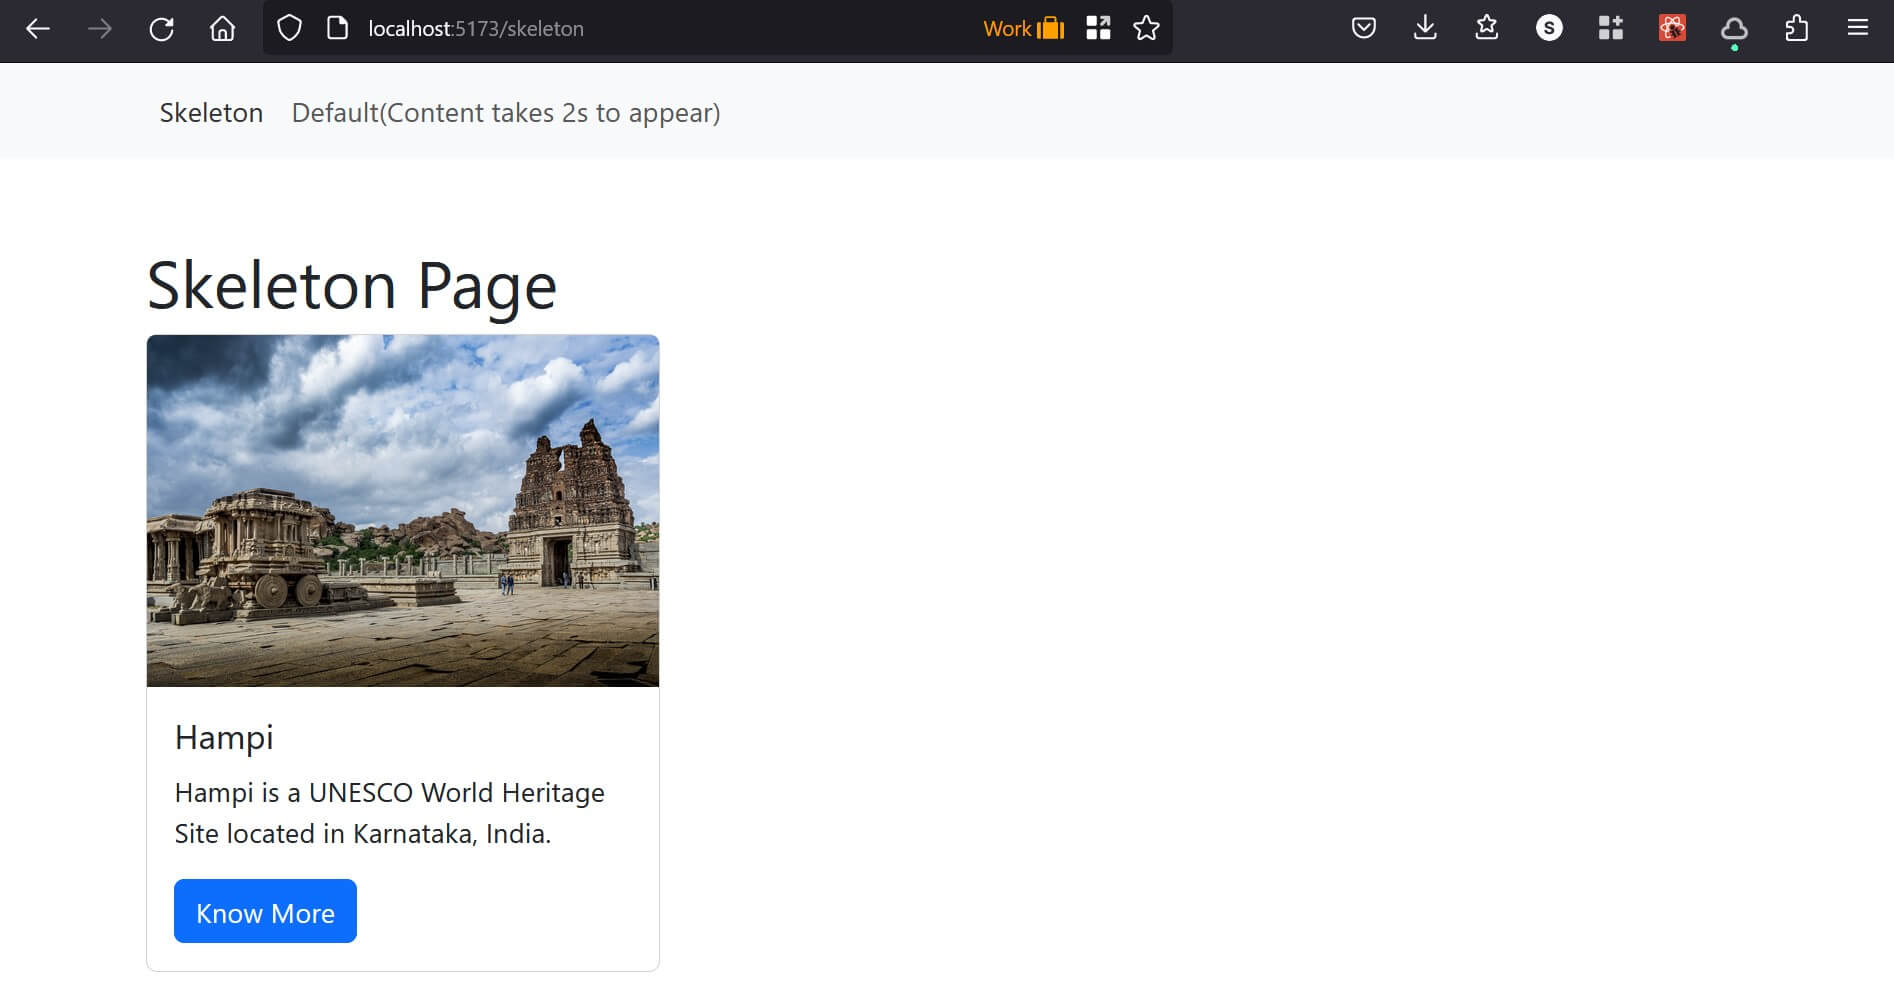 localhost:5173/skeleton
Work
S
Skeleton Default(Content takes 2s to appear)
Skeleton Page
Hampi
Hampi is a UNESCO World Heritage
Site located in Karnataka, India.
Know More